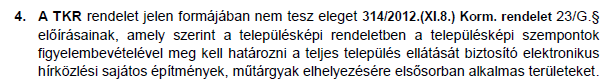 4. A TKR rendelet jelen formájában nem tesz eleget 314/2012.(XI.8.) Korm. rendelet 23/G.§
előírásainak, amely szerint a településképi rendeletben a településképi szempontok
figyelembevételével meg kell határozni a teljes település ellátását biztosító elektronikus
hírközlési sajátos építmények, műtárgyak elhelyezésére elsősorban alkalmas területeket.